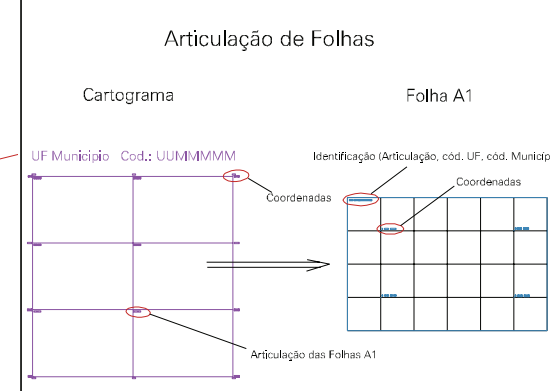 Articulação de Folhas
Cartograma
Folha A1
UF Municipio Cod.: UUMMMMM
Identificação (Articulação, cód. UF, cód. Municíp
Coordenadas
Coordenadas
Articulação das Folhas A1